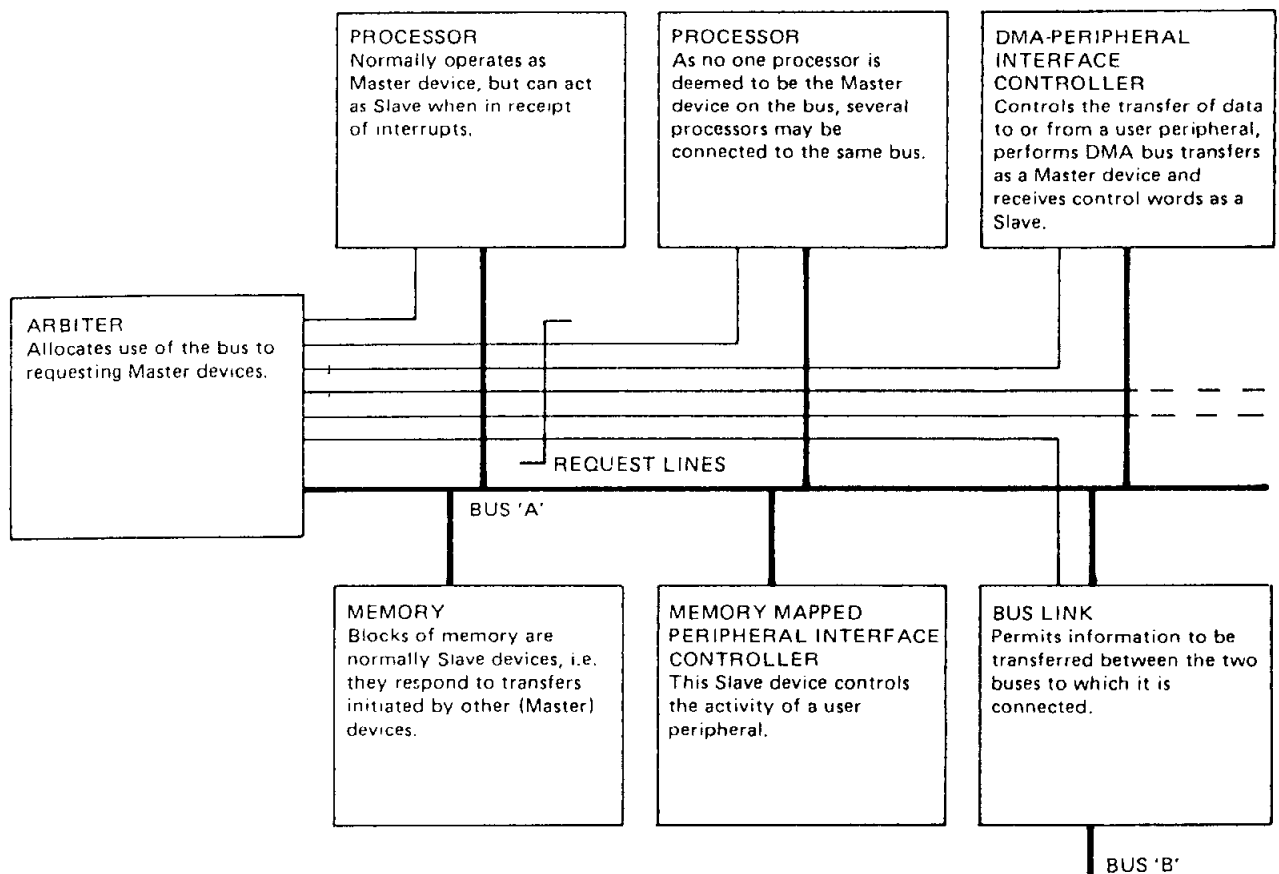 PROCESSOR
Normally operates as
Master device, but can act
as Slave when in receipt
of interrupts.
PROCESSOR
As no one processor is
deemed to be the Master
device on the bus, several
processors may be
connected to the same bus.
DMA-PERIPHERAL
INTERFACE
CONTROLLER
Controls the transfer of data
to or from a user peripheral,
performs DMA bus transfers
as a Master device and
receives control words as a
Slave.
ARBITER
Allocates use of the bus to
requesting Master devices.
REQUEST LINES
BUS 'A'
MEMORY
Blocks of memory are
normally Slave devices, i.e.
they respond to transfers
initiated by other (Master)
devices.
MEMORY MAPPED
PERIPHERAL INTERFACE
CONTROLLER
This Slave device controls
the activity of a user
peripheral.
BUS LINK
Permits information to be
transferred between the two
buses to which it is
connected.
BUS 'B'